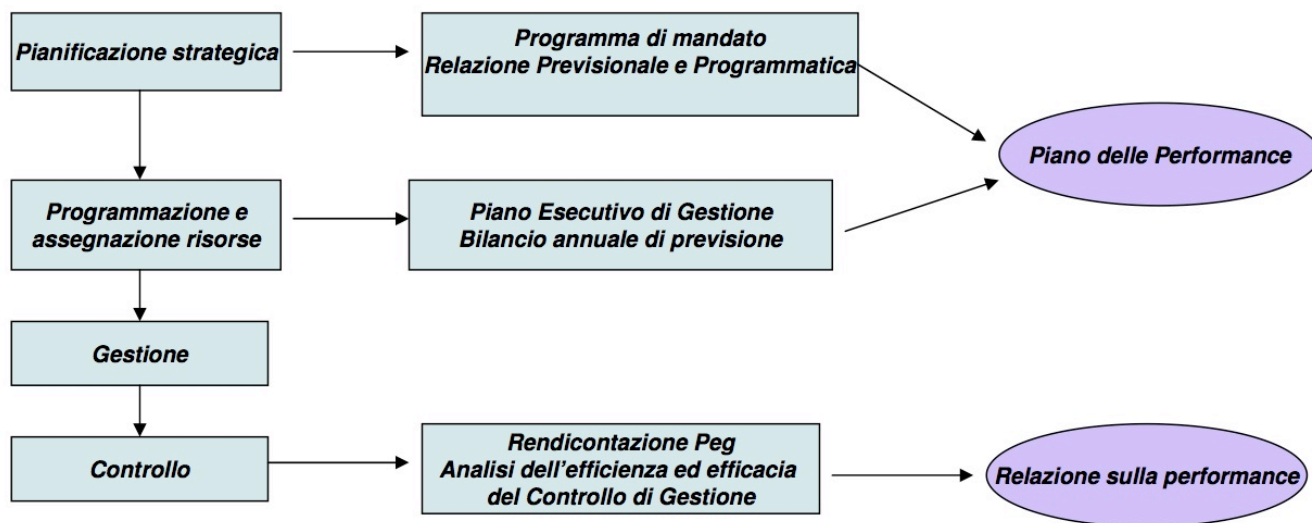 Pianificazione strategica
Programma di mandato
Relazione Previsionale e Programmatica
Piano delle Performance
Programmazione e
assegnazione risorse
Piano Esecutivo di Gestione
Bilancio annuale di previsione
Gestione
Controllo
Rendicontazione Peg
Analisi dell'efficienza ed efficacia
del Controllo di Gestione
Relazione sulla performance